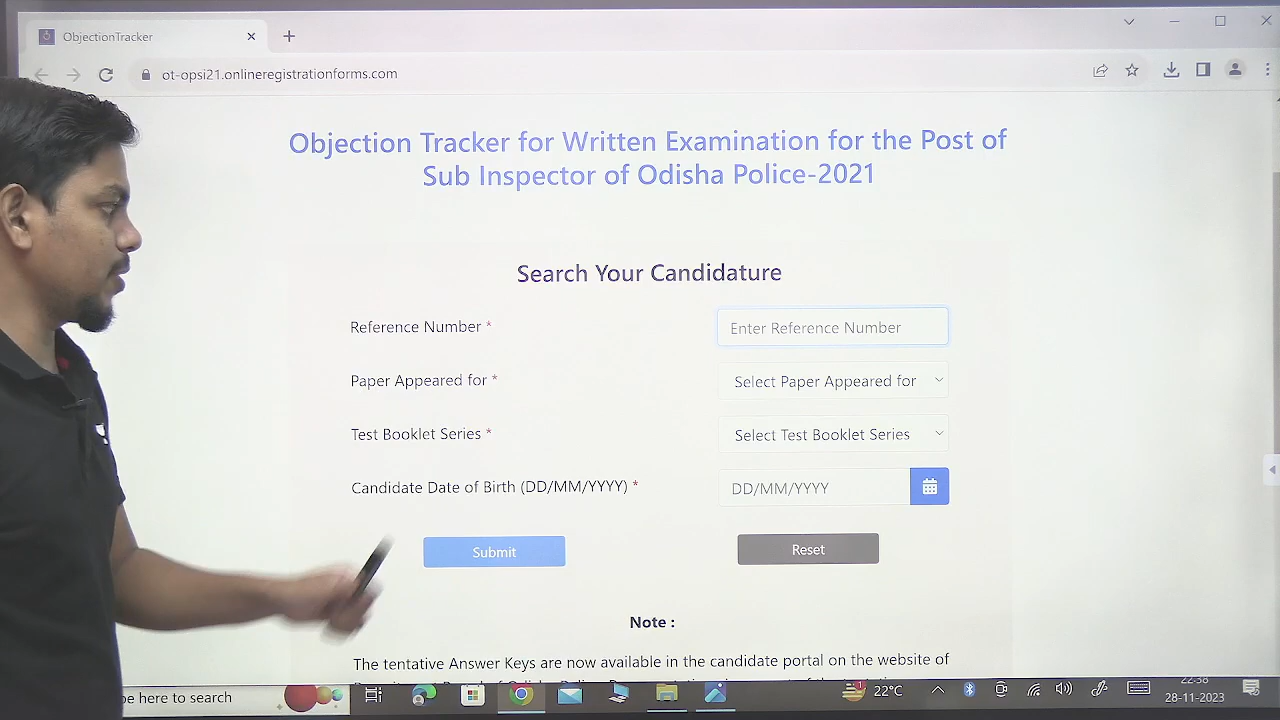 ObjectionTracker
ot-opsi21.onlineregistrationforms.com
Objection Tracker for Written Examination for the Post of
Sub Inspector of Odisha Police-2021
Search Your Candidature
Reference Number *
Enter Reference Number
Paper Appeared for *
Select Paper Appeared for
Test Booklet Series *
Select Test Booklet Series
Candidate Date of Birth (DD/MM/YYYY) *
DD/MM/YYYY
Submit
Reset
Note :
The tentative Answer Keys are now available in the candidate portal on the website of
pe here to search
1
22°C
22:38
28-11-2023